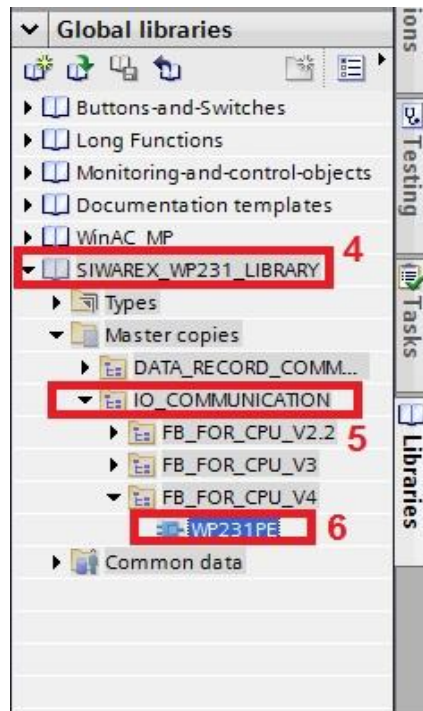 Global libraries
Buttons-and-Switches
Long Functions
Monitoring-and-control-objects
Documentation templates
WinAC_MP
4
SIWAREX_WP231_LIBRARY
Types
Master copies
DATA_RECORD_COMM...
IO_COMMUNICATION
5
FB_FOR_CPU_V2.2
FB_FOR_CPU_V3
FB_FOR_CPU_V4
WP231PE
6
Common data
ions
Testing
Tasks
Libraries